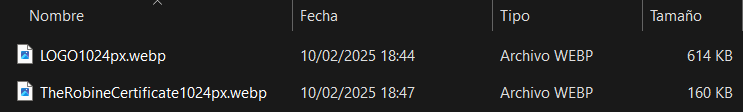 Nombre Fecha Tipo Tamaño
LOGO1024px.webp 10/02/2025 18:44 Archivo WEBP 614 KB
TheRobineCertificate1024px.webp 10/02/2025 18:47 Archivo WEBP 160 KB